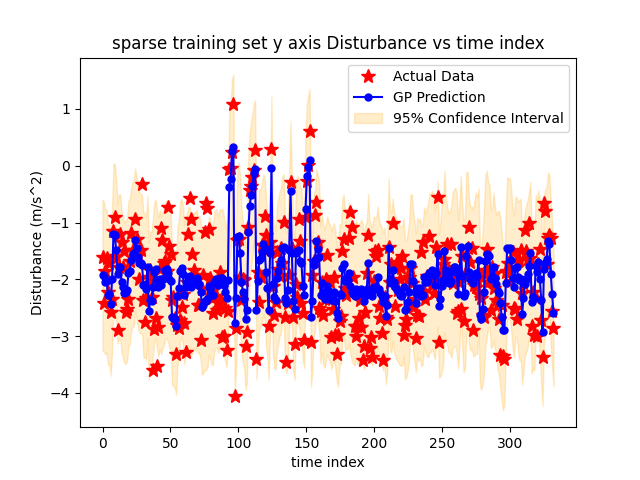 sparse training set y axis Disturbance vs time index
Actual Data
GP Prediction
95% Confidence Interval
Disturbance (m/s^2)
1
0
−1
−2
−3
−4
0 50 100 150 200 250 300
time index